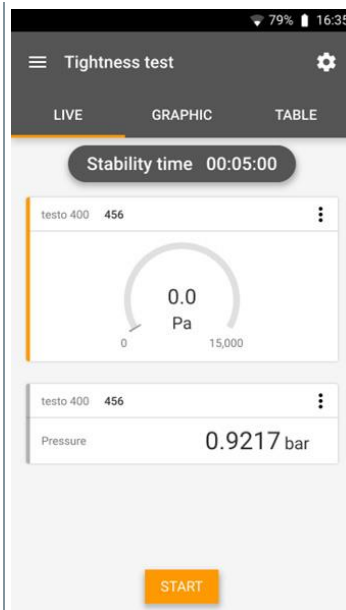 79% 16:35
Tightness test
LIVE GRAPHIC TABLE
Stability time 00:05:00
testo 400 456
0.0
Pa
0 15,000
testo 400 456
Pressure 0.9217 bar
START